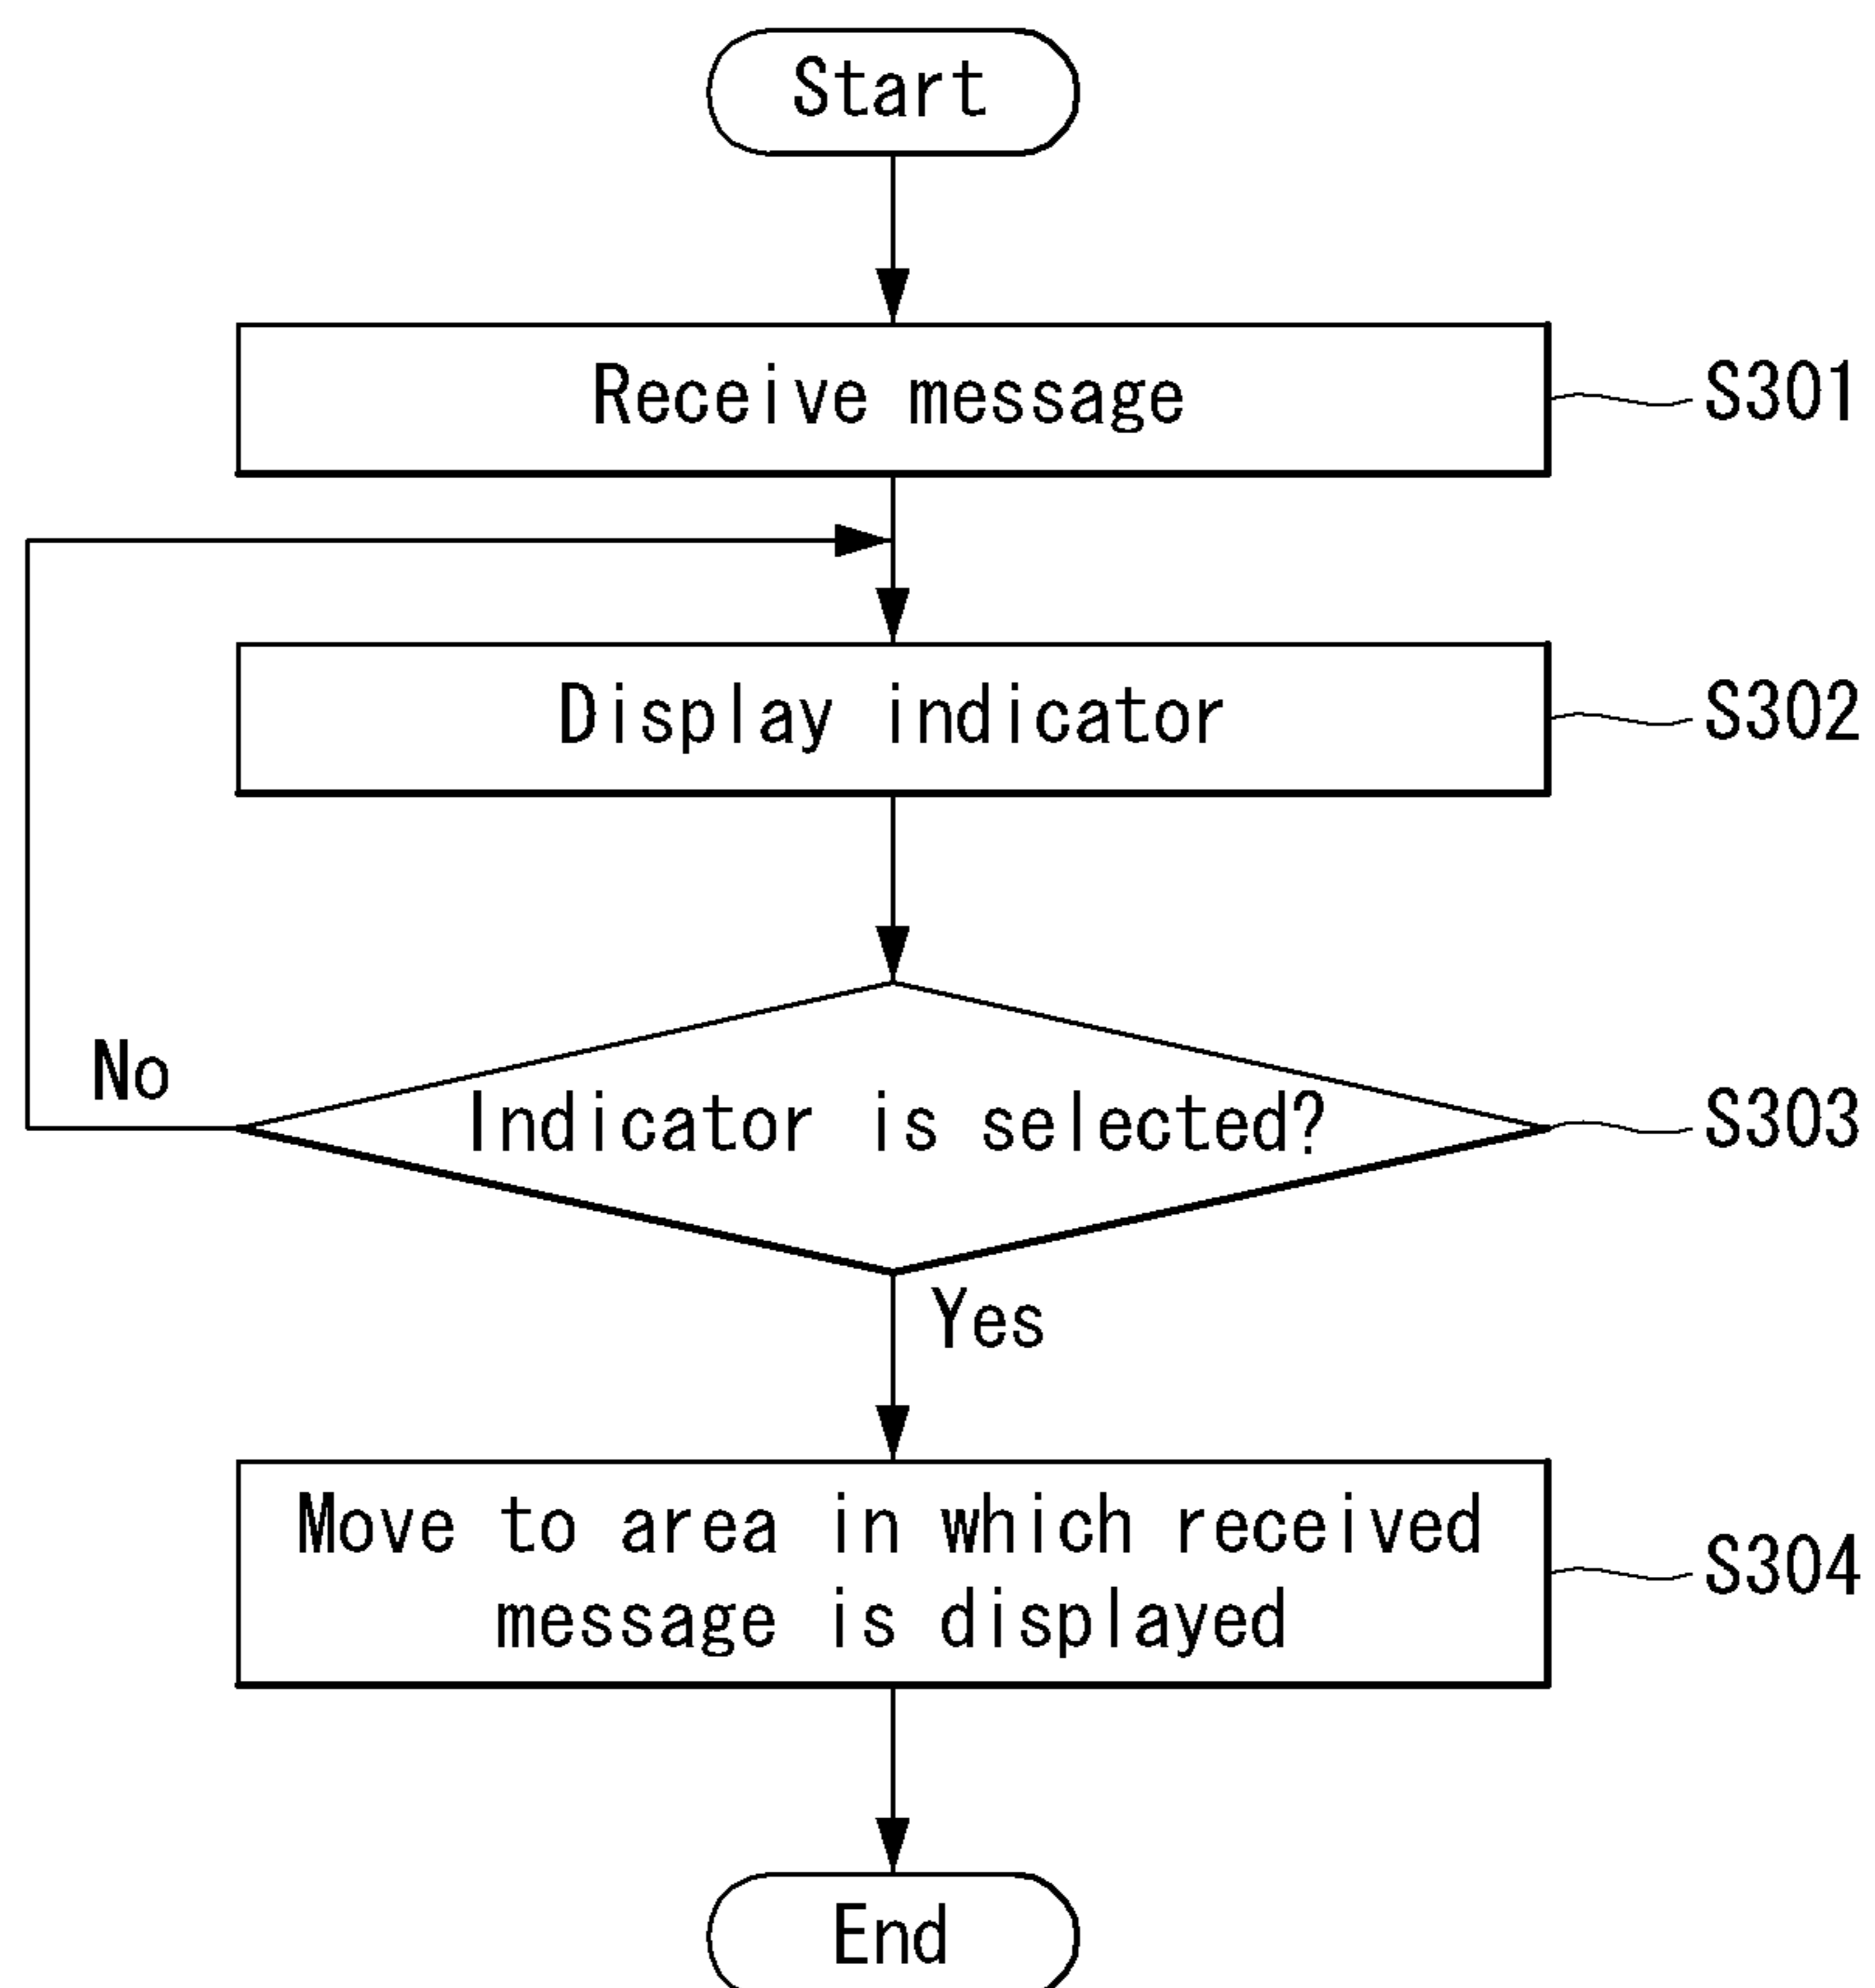 Start
Receive message
S301
Display indicator
S302
No
Indicator is selected?
S303
Yes
Move to area in which received
message is displayed
S304
End